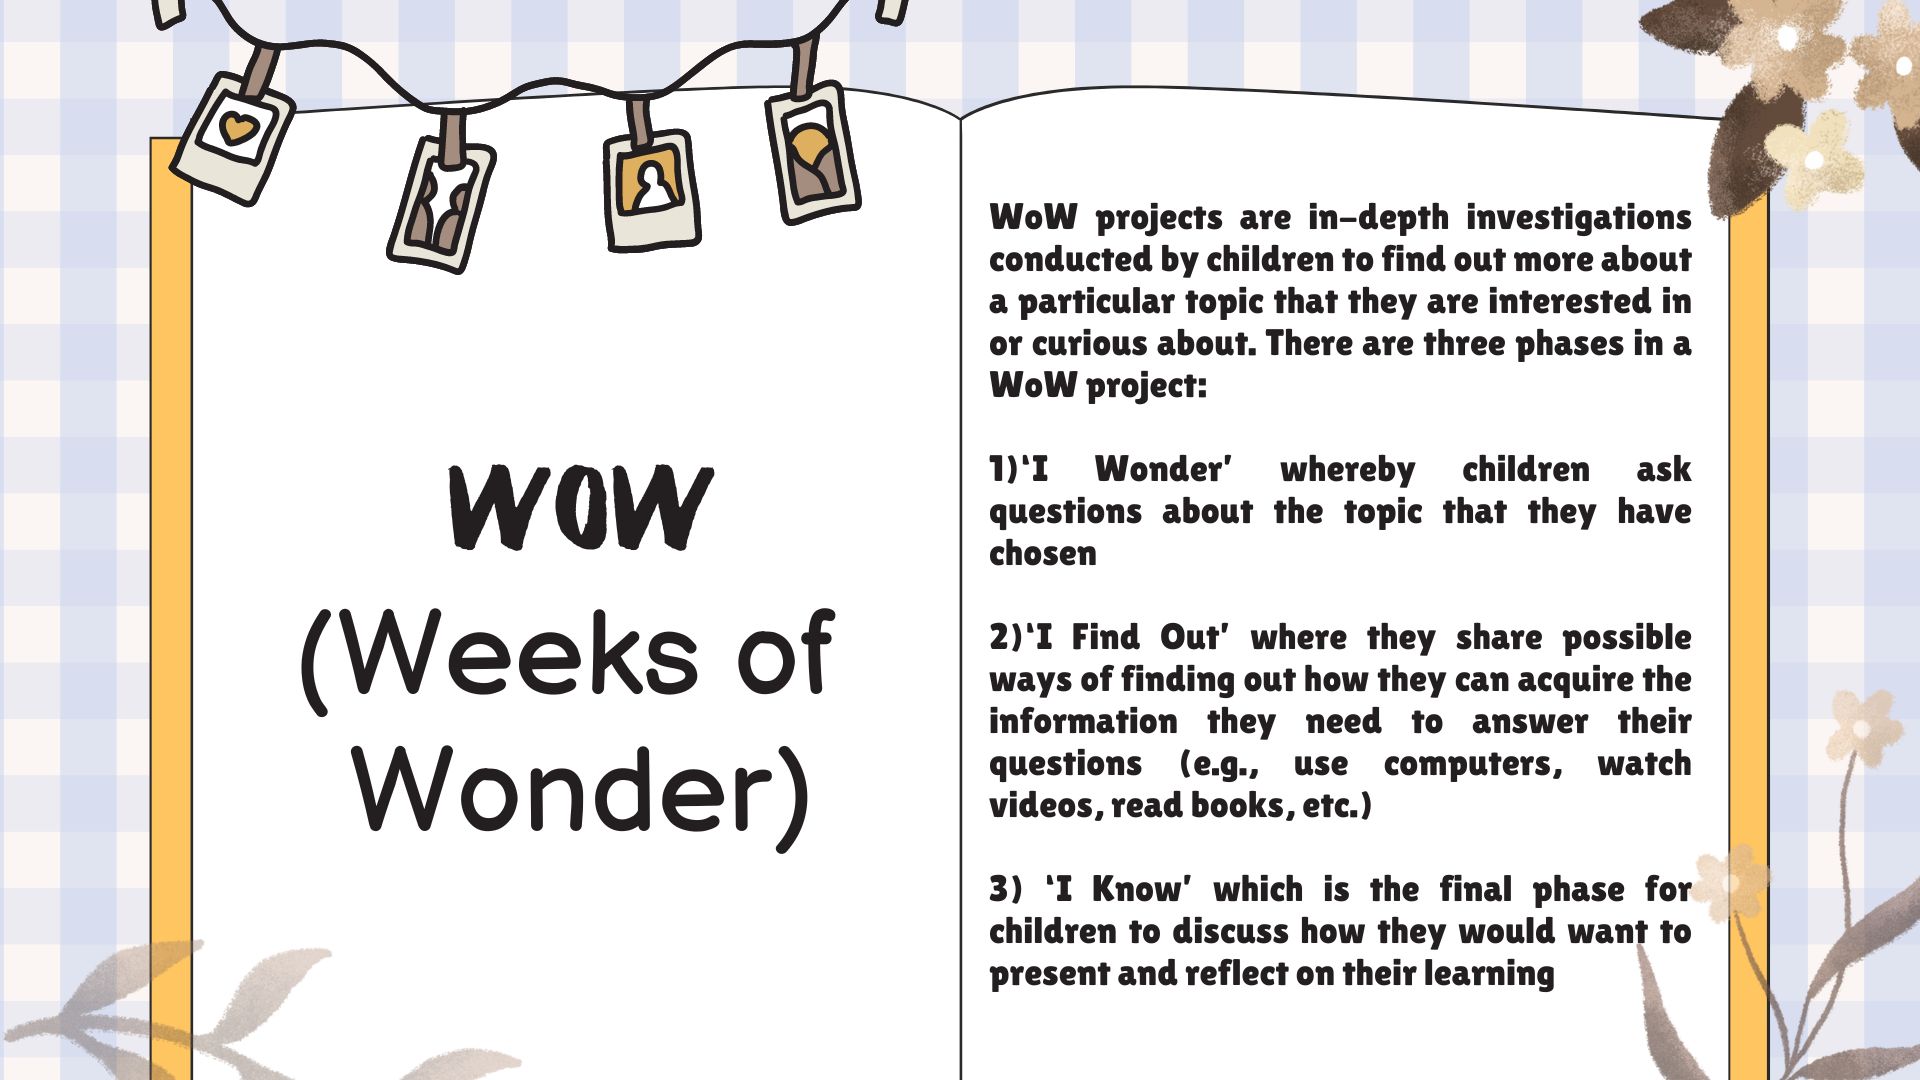 WOW
(Weeks of
Wonder)
WoW projects are in-depth investigations
conducted by children to find out more about
a particular topic that they are interested in
or curious about. There are three phases in a
WoW project:
1)‘I Wonder’ whereby children ask
questions about the topic that they have
chosen
2)‘I Find Out’ where they share possible
ways of finding out how they can acquire the
information they need to answer their
questions (e.g., use computers, watch
videos, read books, etc.)
3) ‘I Know’ which is the final phase for
children to discuss how they would want to
present and reflect on their learning